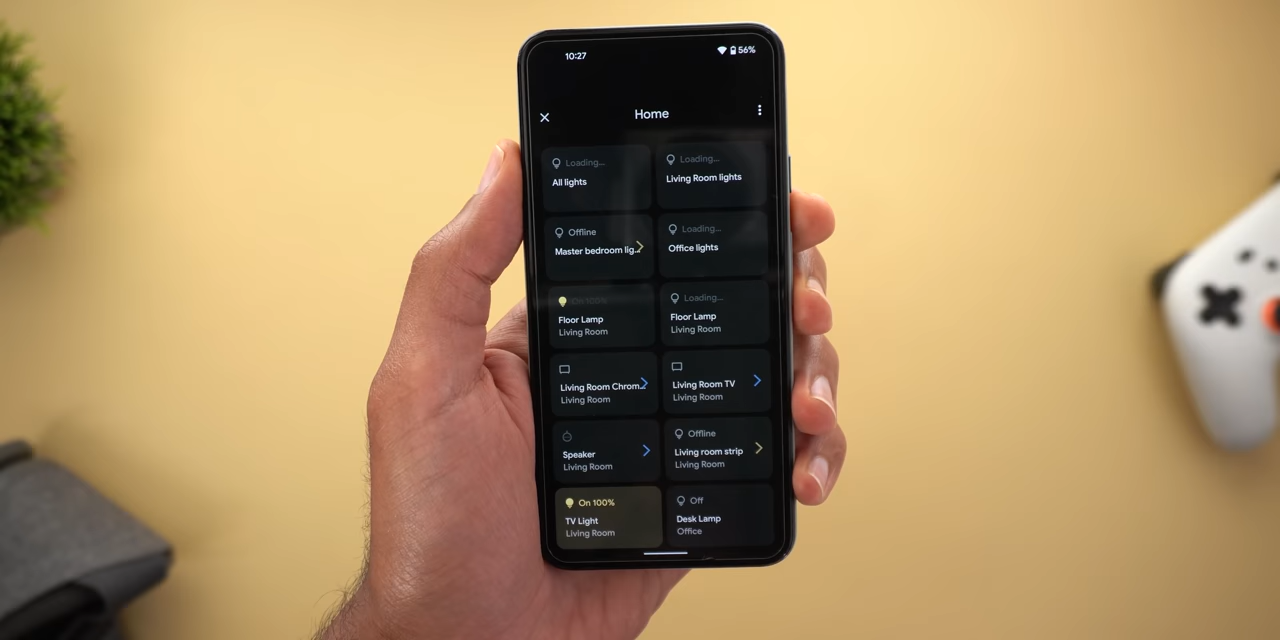 10:27
56%
Home
Loading...
All lights
Loading...
Living Room lights
Offline
Master bedroom lig...
Loading...
Office lights
On 100%
Floor Lamp
Living Room
Loading...
Floor Lamp
Living Room
Living Room Chrom...
Living Room
Living Room TV
Living Room
Speaker
Living Room
Offline
Living room strip
Living Room
On 100%
TV Light
Living Room
Off
Desk Lamp
Office